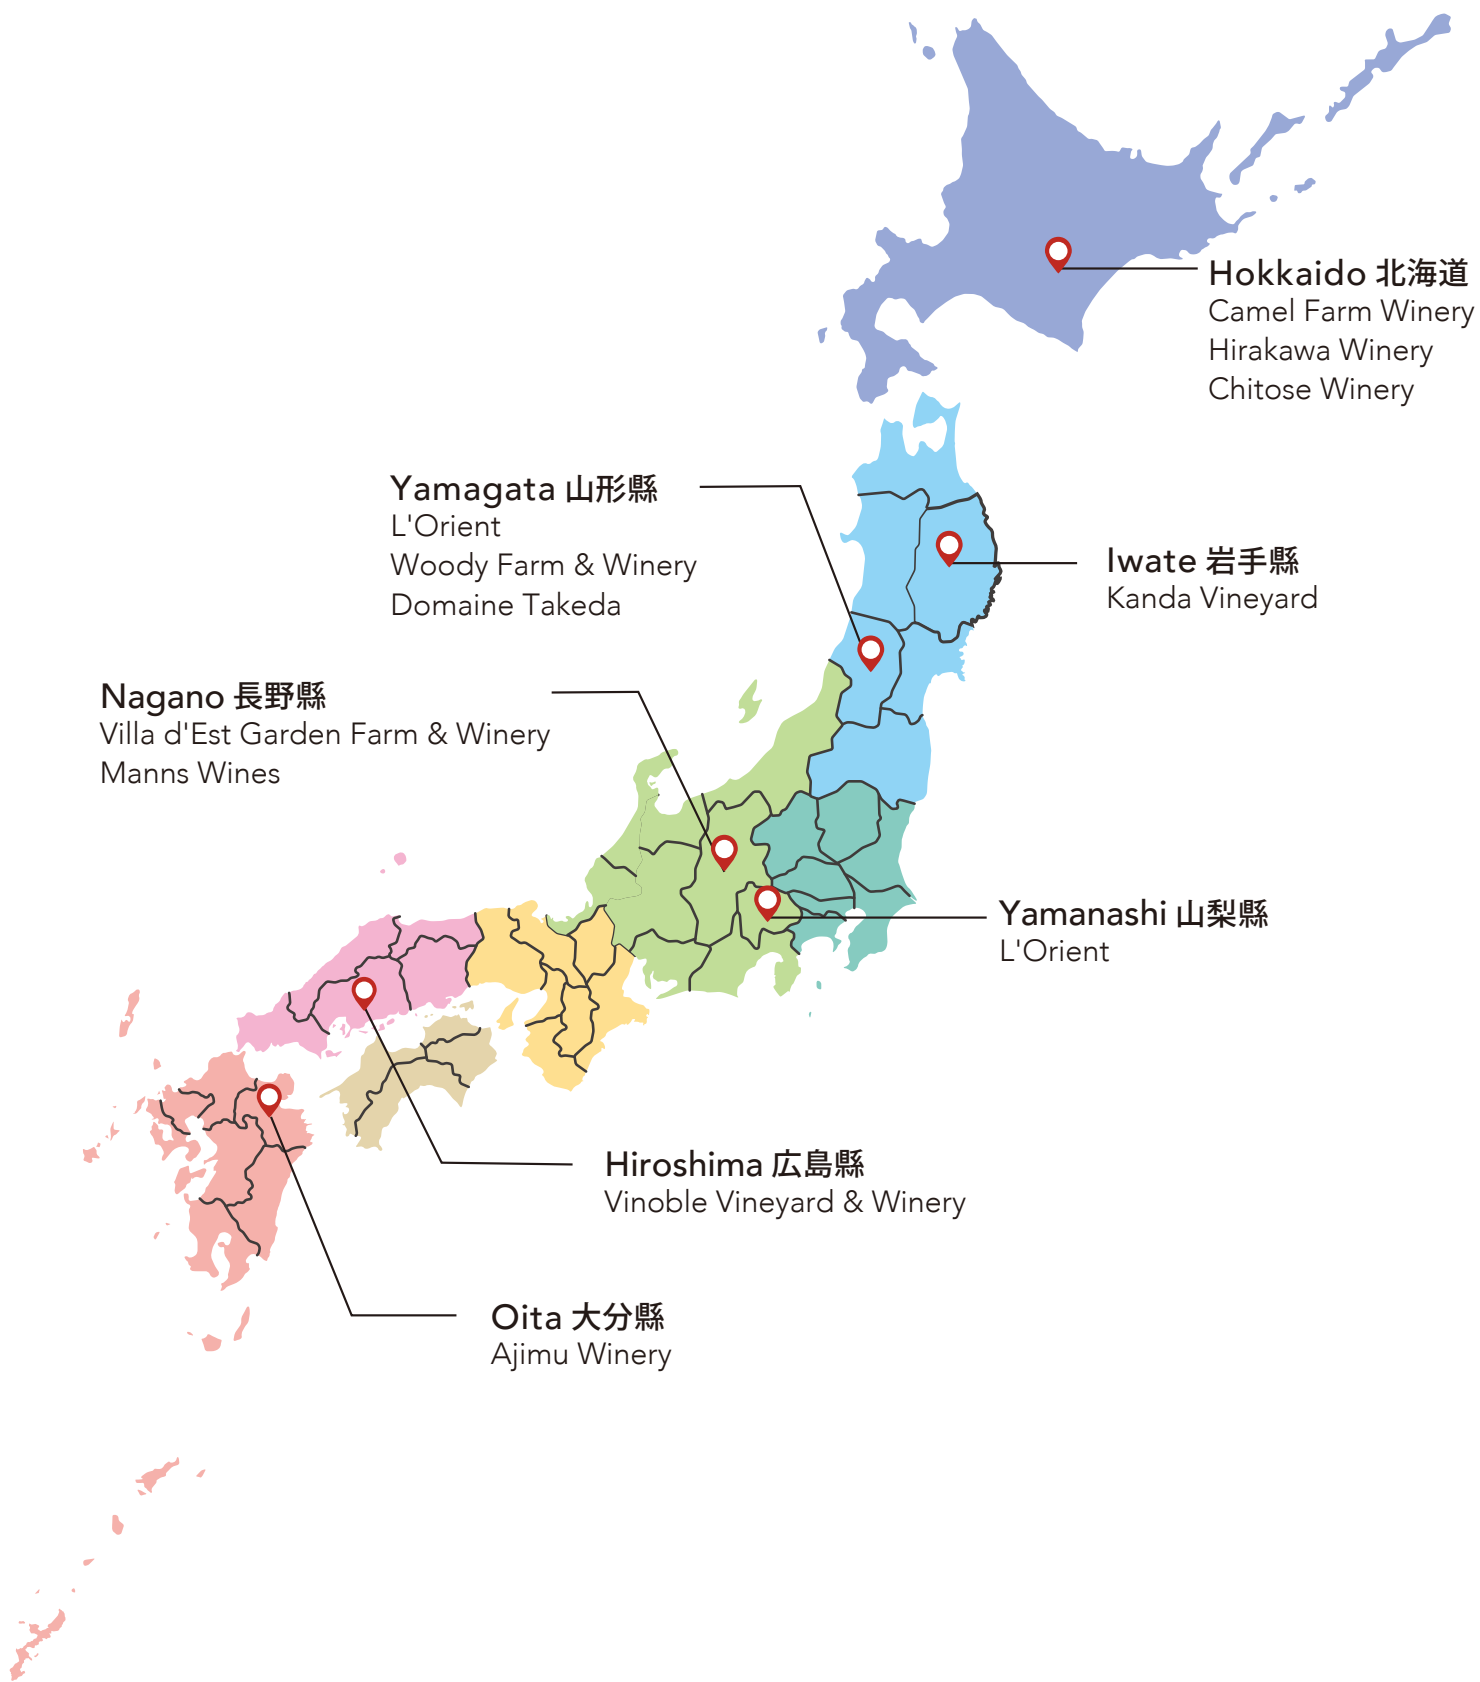 Hokkaido 北海道
Camel Farm Winery
Hirakawa Winery
Chitose Winery
Yamagata 山形縣
L'Orient
Woody Farm & Winery
Domaine Takeda
Iwate 岩手縣
Kanda Vineyard
Nagano 長野縣
Villa d'Est Garden Farm & Winery
Manns Wines
Yamanashi 山梨縣
L'Orient
Hiroshima 広島縣
Vinoble Vineyard & Winery
Oita 大分縣
Ajimu Winery